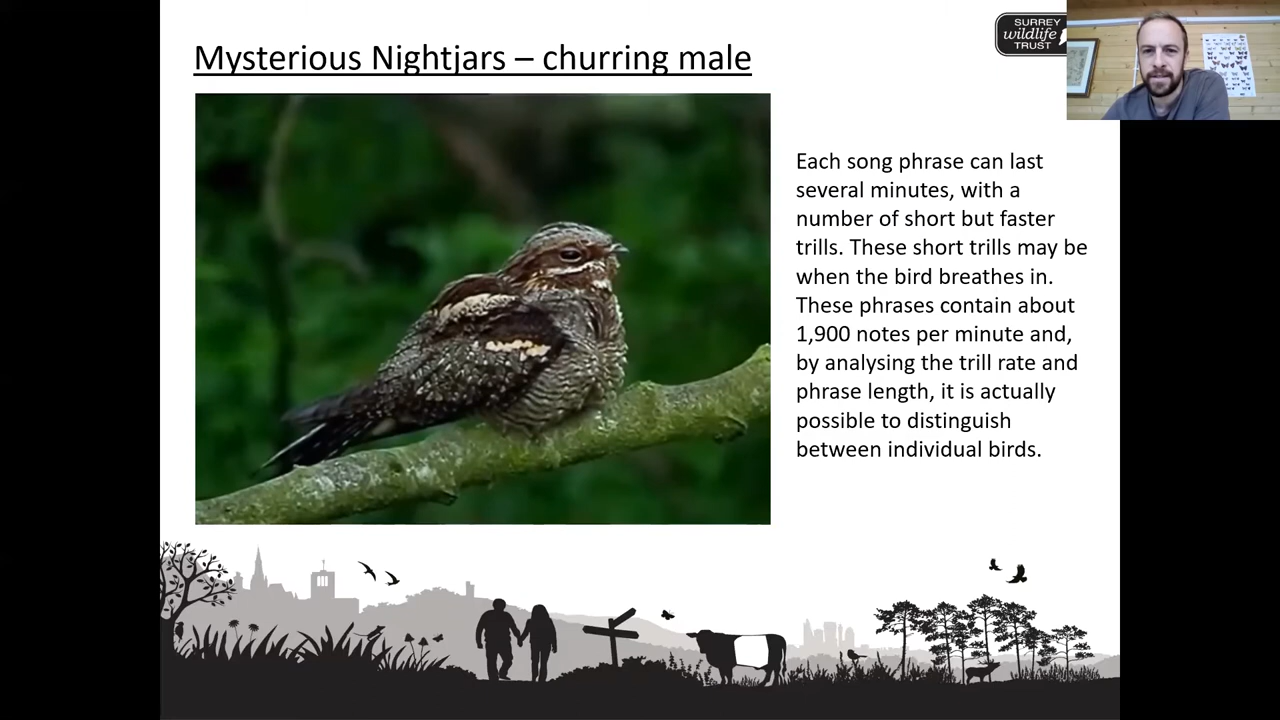 Mysterious Nightjars – churring male
SURREY
wildlife
TRUST
Each song phrase can last
several minutes, with a
number of short but faster
trills. These short trills may be
when the bird breathes in.
These phrases contain about
1,900 notes per minute and,
by analysing the trill rate and
phrase length, it is actually
possible to distinguish
between individual birds.